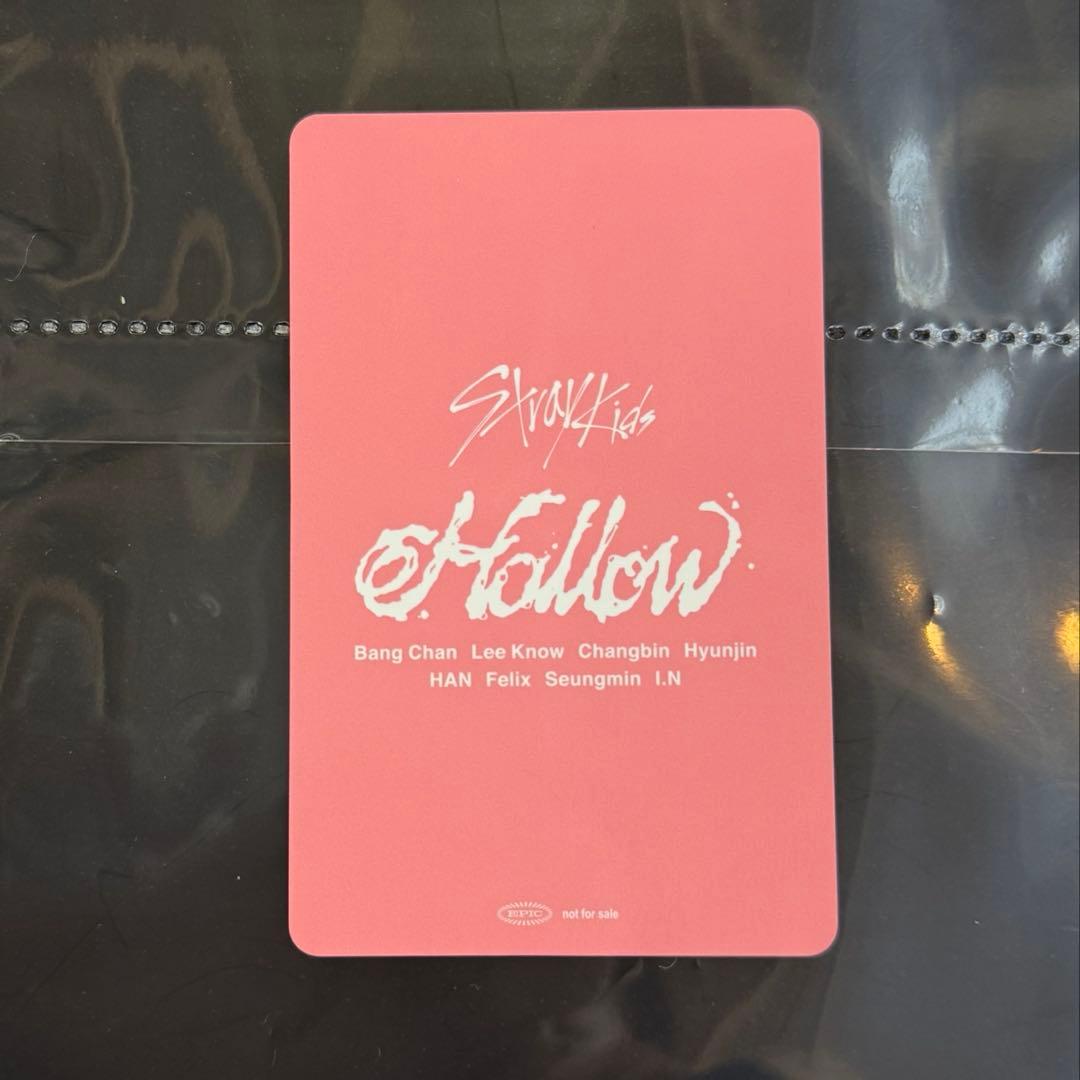 Stray Kids
Hollow
Bang Chan Lee Know Changbin Hyunjin
HAN Felix Seungmin I.N
EPIC not for sale